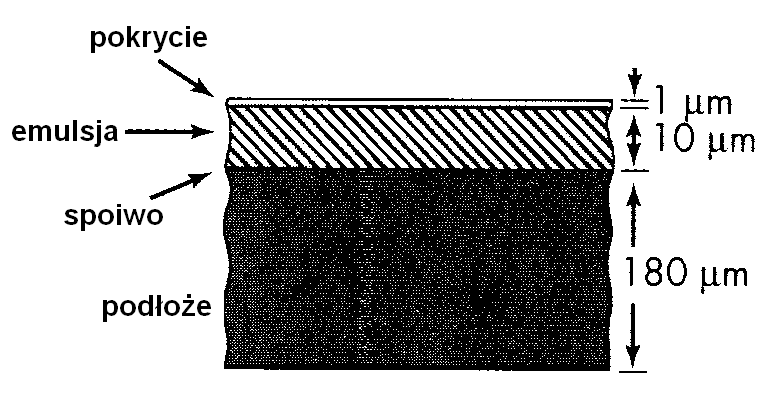 pokrycie
1 μm
emulsja
10 μm
spoiwo
180 μm
podłoże